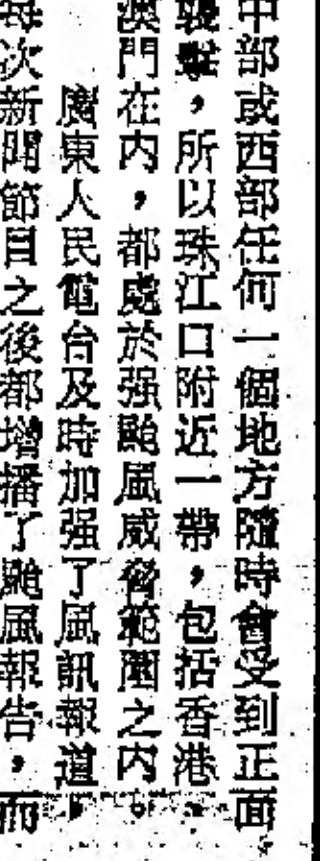 中部或西部任何一個地方隨時會受到正面
襲擊，所以珠江口附近一帶，包括香港、
澳門在内，都處於强颱風威脅範圍之内。
廣東人民電台及時加强了風訊報道，
每次新聞節目之後都增播了颱風報告，而